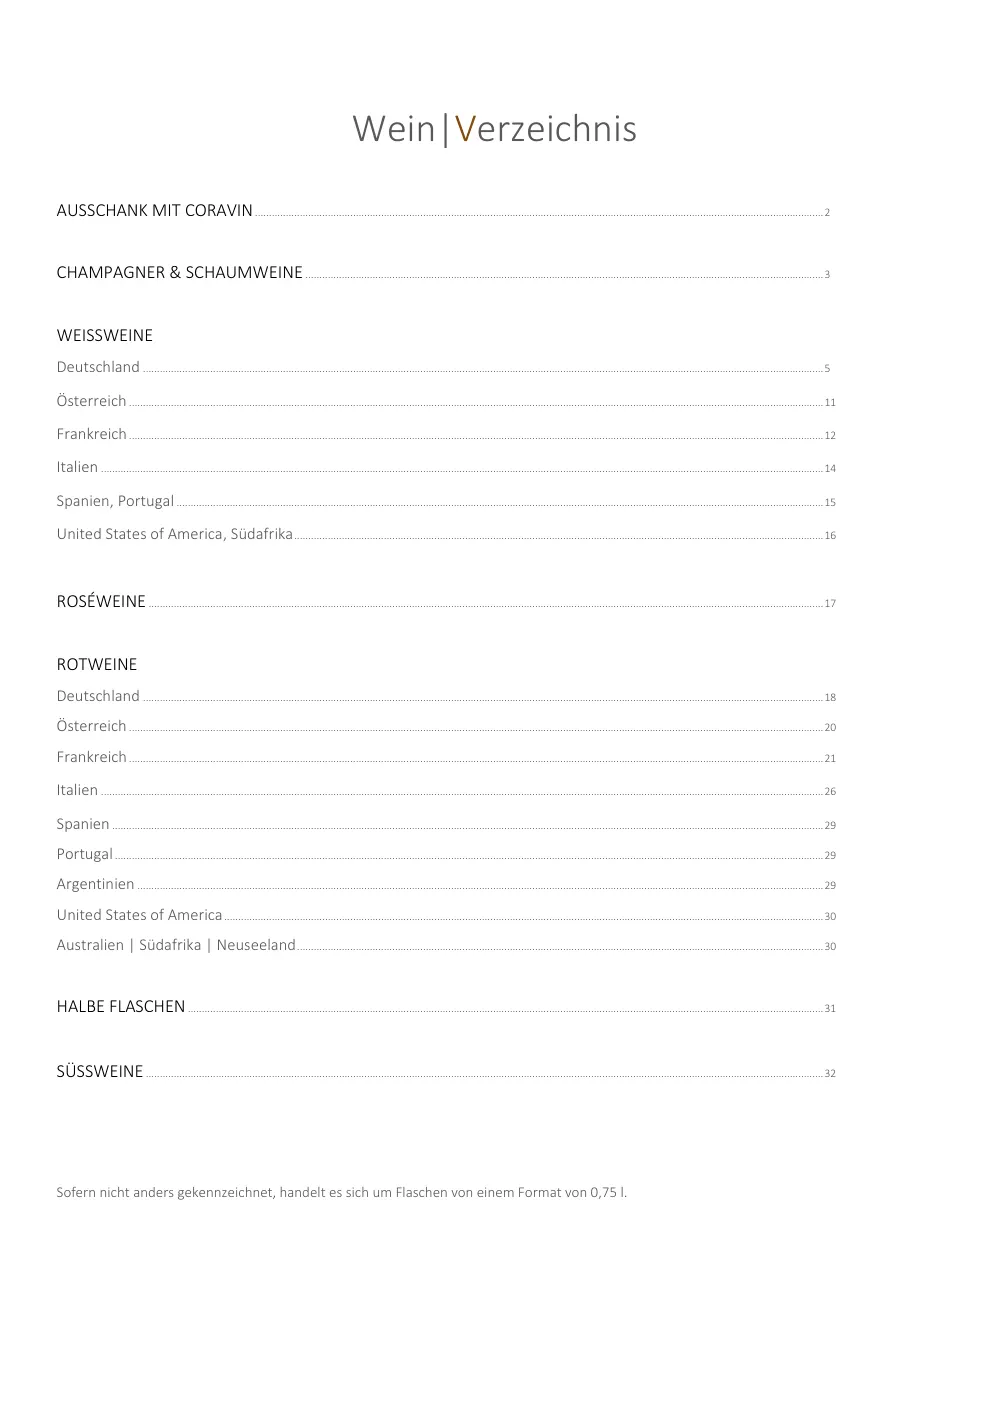 Wein|Verzeichnis
AUSSCHANK MIT CORAVIN 2
CHAMPAGNER & SCHAUMWEINE 3
WEISSWEINE
Deutschland 5
Österreich 11
Frankreich 12
Italien 14
Spanien, Portugal 15
United States of America, Südafrika 16
ROSÉWEINE 17
ROTWEINE
Deutschland 18
Österreich 20
Frankreich 21
Italien 26
Spanien 29
Portugal 29
Argentinien 29
United States of America 30
Australien | Südafrika | Neuseeland 30
HALBE FLASCHEN 31
SÜSSWEINE 32
Sofern nicht anders gekennzeichnet, handelt es sich um Flaschen von einem Format von 0,75 l.